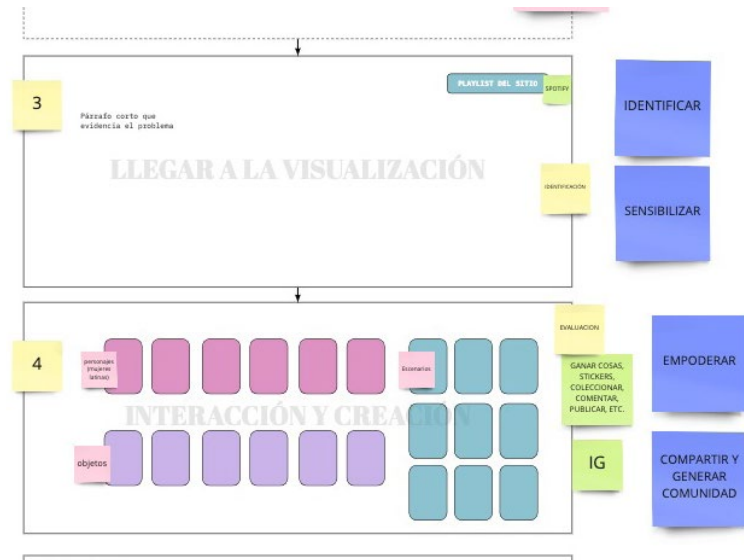 3
Párrafo corto que
evidencia el problema
PLAYLIST DEL SITIO
SPOTIFY
LLEGAR A LA VISUALIZACIÓN
IDENTIFICACIÓN
IDENTIFICAR
SENSIBILIZAR
4
personajes
(mujeres
latinas)
Escenarios
INTERACCIÓN Y CREACIÓN
objetos
EVALUACION
GANAR COSAS,
STICKERS,
COLECCIONAR,
COMENTAR,
PUBLICAR, ETC.
IG
EMPODERAR
COMPARTIR Y
GENERAR
COMUNIDAD